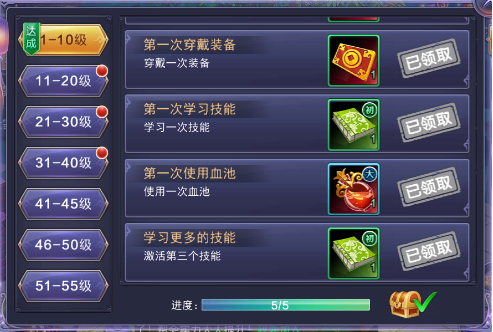 达成
1-10级
11-20级
21-30级
31-40级
41-45级
46-50级
51-55级
第一次穿戴装备
穿戴一次装备
1
已领取
第一次学习技能
学习一次技能
初
1
已领取
第一次使用血池
使用一次血池
大
1
已领取
学习更多的技能
激活第三个技能
初
1
已领取
进度:
5/5